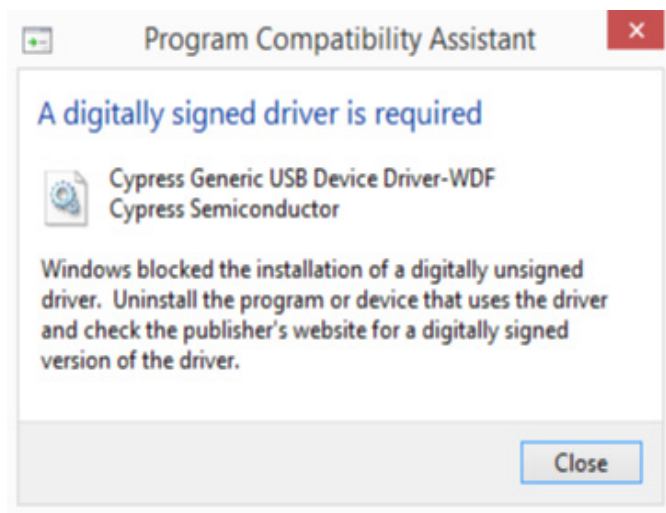 Program Compatibility Assistant
A digitally signed driver is required
Cypress Generic USB Device Driver-WDF
Cypress Semiconductor
Windows blocked the installation of a digitally unsigned
driver. Uninstall the program or device that uses the driver
and check the publisher's website for a digitally signed
version of the driver.
Close